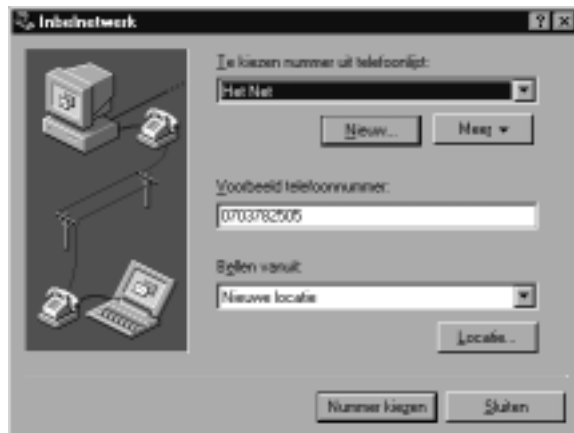 Inbelnetwerk
Te kiezen nummer uit telefoonlijst:
Het Net
Nieuw... Meer
Voorbeeld telefoonnummer:
0703782505
Bellen vanuit:
Nieuwe locatie
Locatie...
Nummer kiezen Sluiten